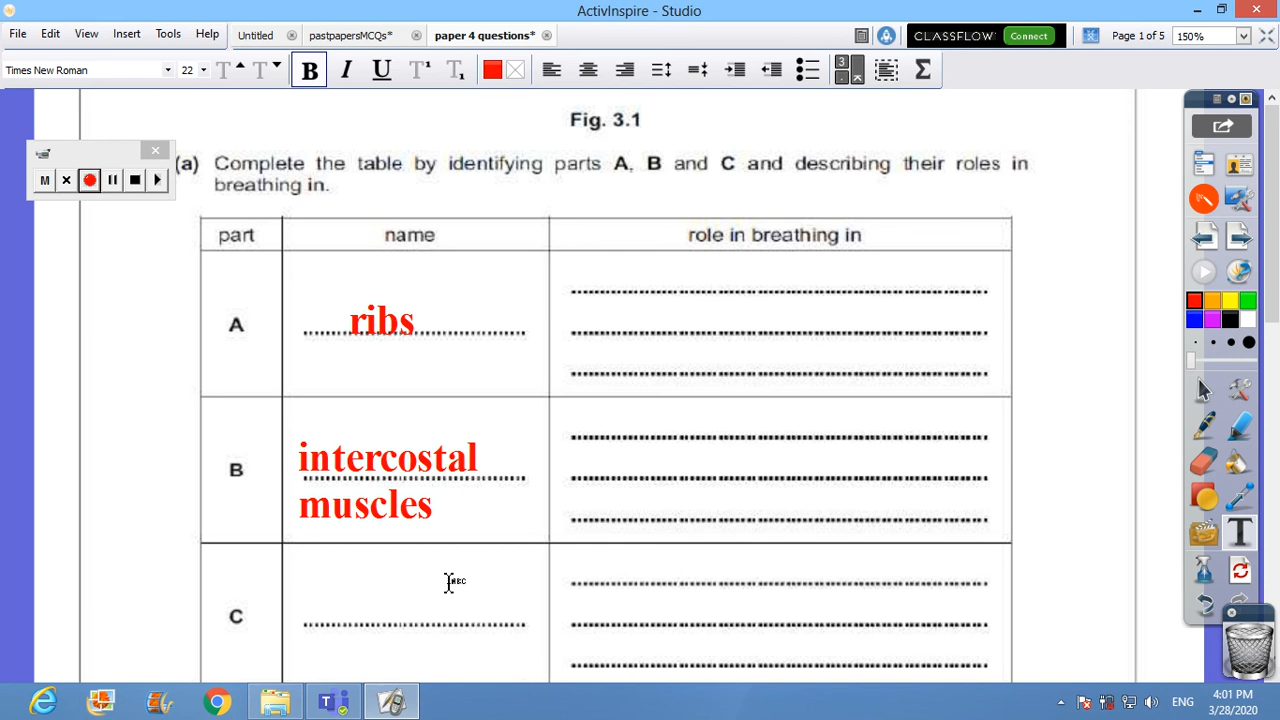 ActivInspire - Studio
File Edit View Insert Tools Help Untitled pastpapersMCQs* paper 4 questions* CLASSFLOW Connect Page 1 of 5 150%
Times New Roman 22 T T B I U T¹ T₁ Σ
Fig. 3.1
M
(a) Complete the table by identifying parts A, B and C and describing their roles in
breathing in.
part name role in breathing in
A ribs
B intercostal
muscles
C
ABC
T
ENG 4:01 PM
3/28/2020